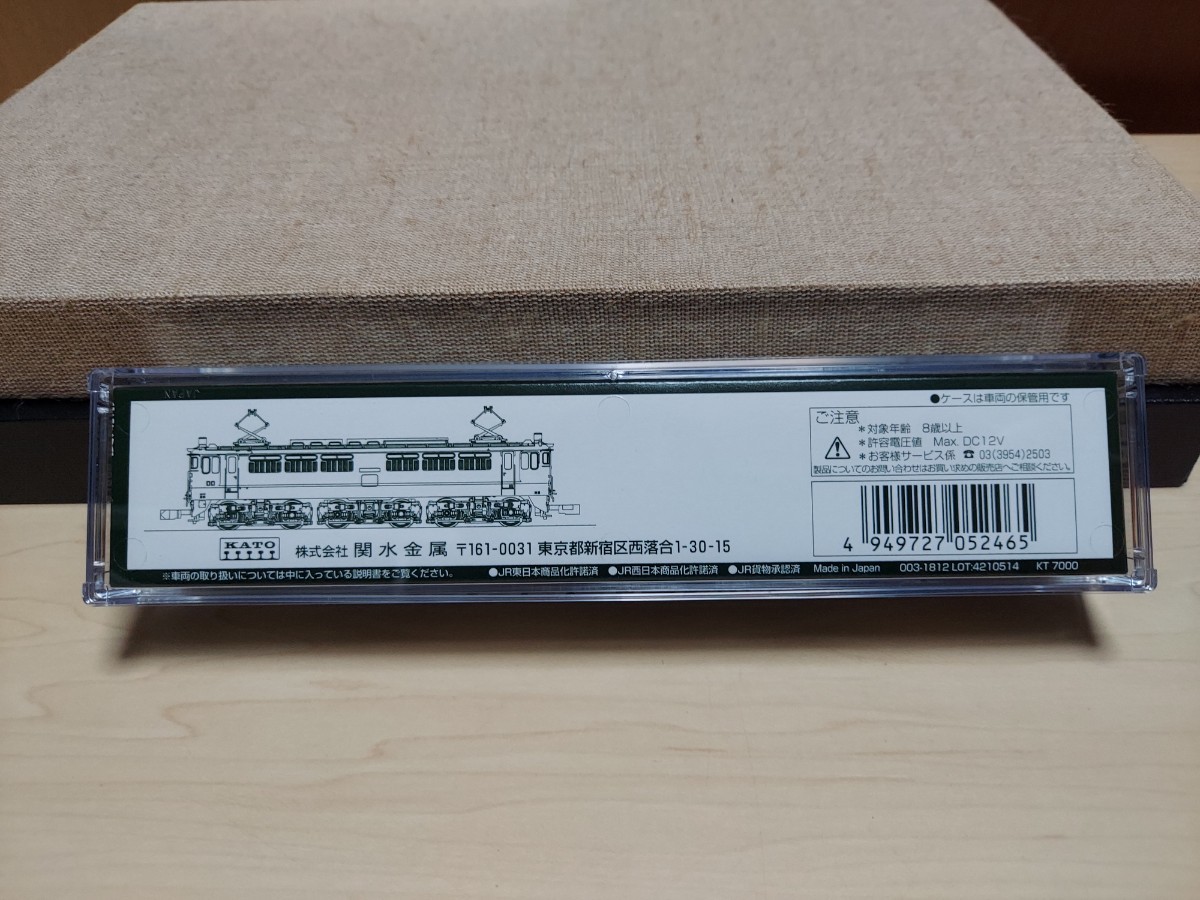 JAPAN
●ケースは車両の保管用です
ご注意
＊対象年齢 8歳以上
＊許容電圧値 Max. DC12V
＊お客様サービス係 ☎ 03(3954)2503
製品についてのお問い合わせはお買い求めの販売店へご相談ください。
4 949727 052465
KATO 株式会社 関水金属 〒161-0031 東京都新宿区西落合1-30-15
※車両の取り扱いについては中に入っている説明書をご覧ください。 ●JR東日本商品化許諾済 ●JR西日本商品化許諾済 ●JR貨物承認済 Made in Japan 003-1812 LOT:4210514 KT 7000